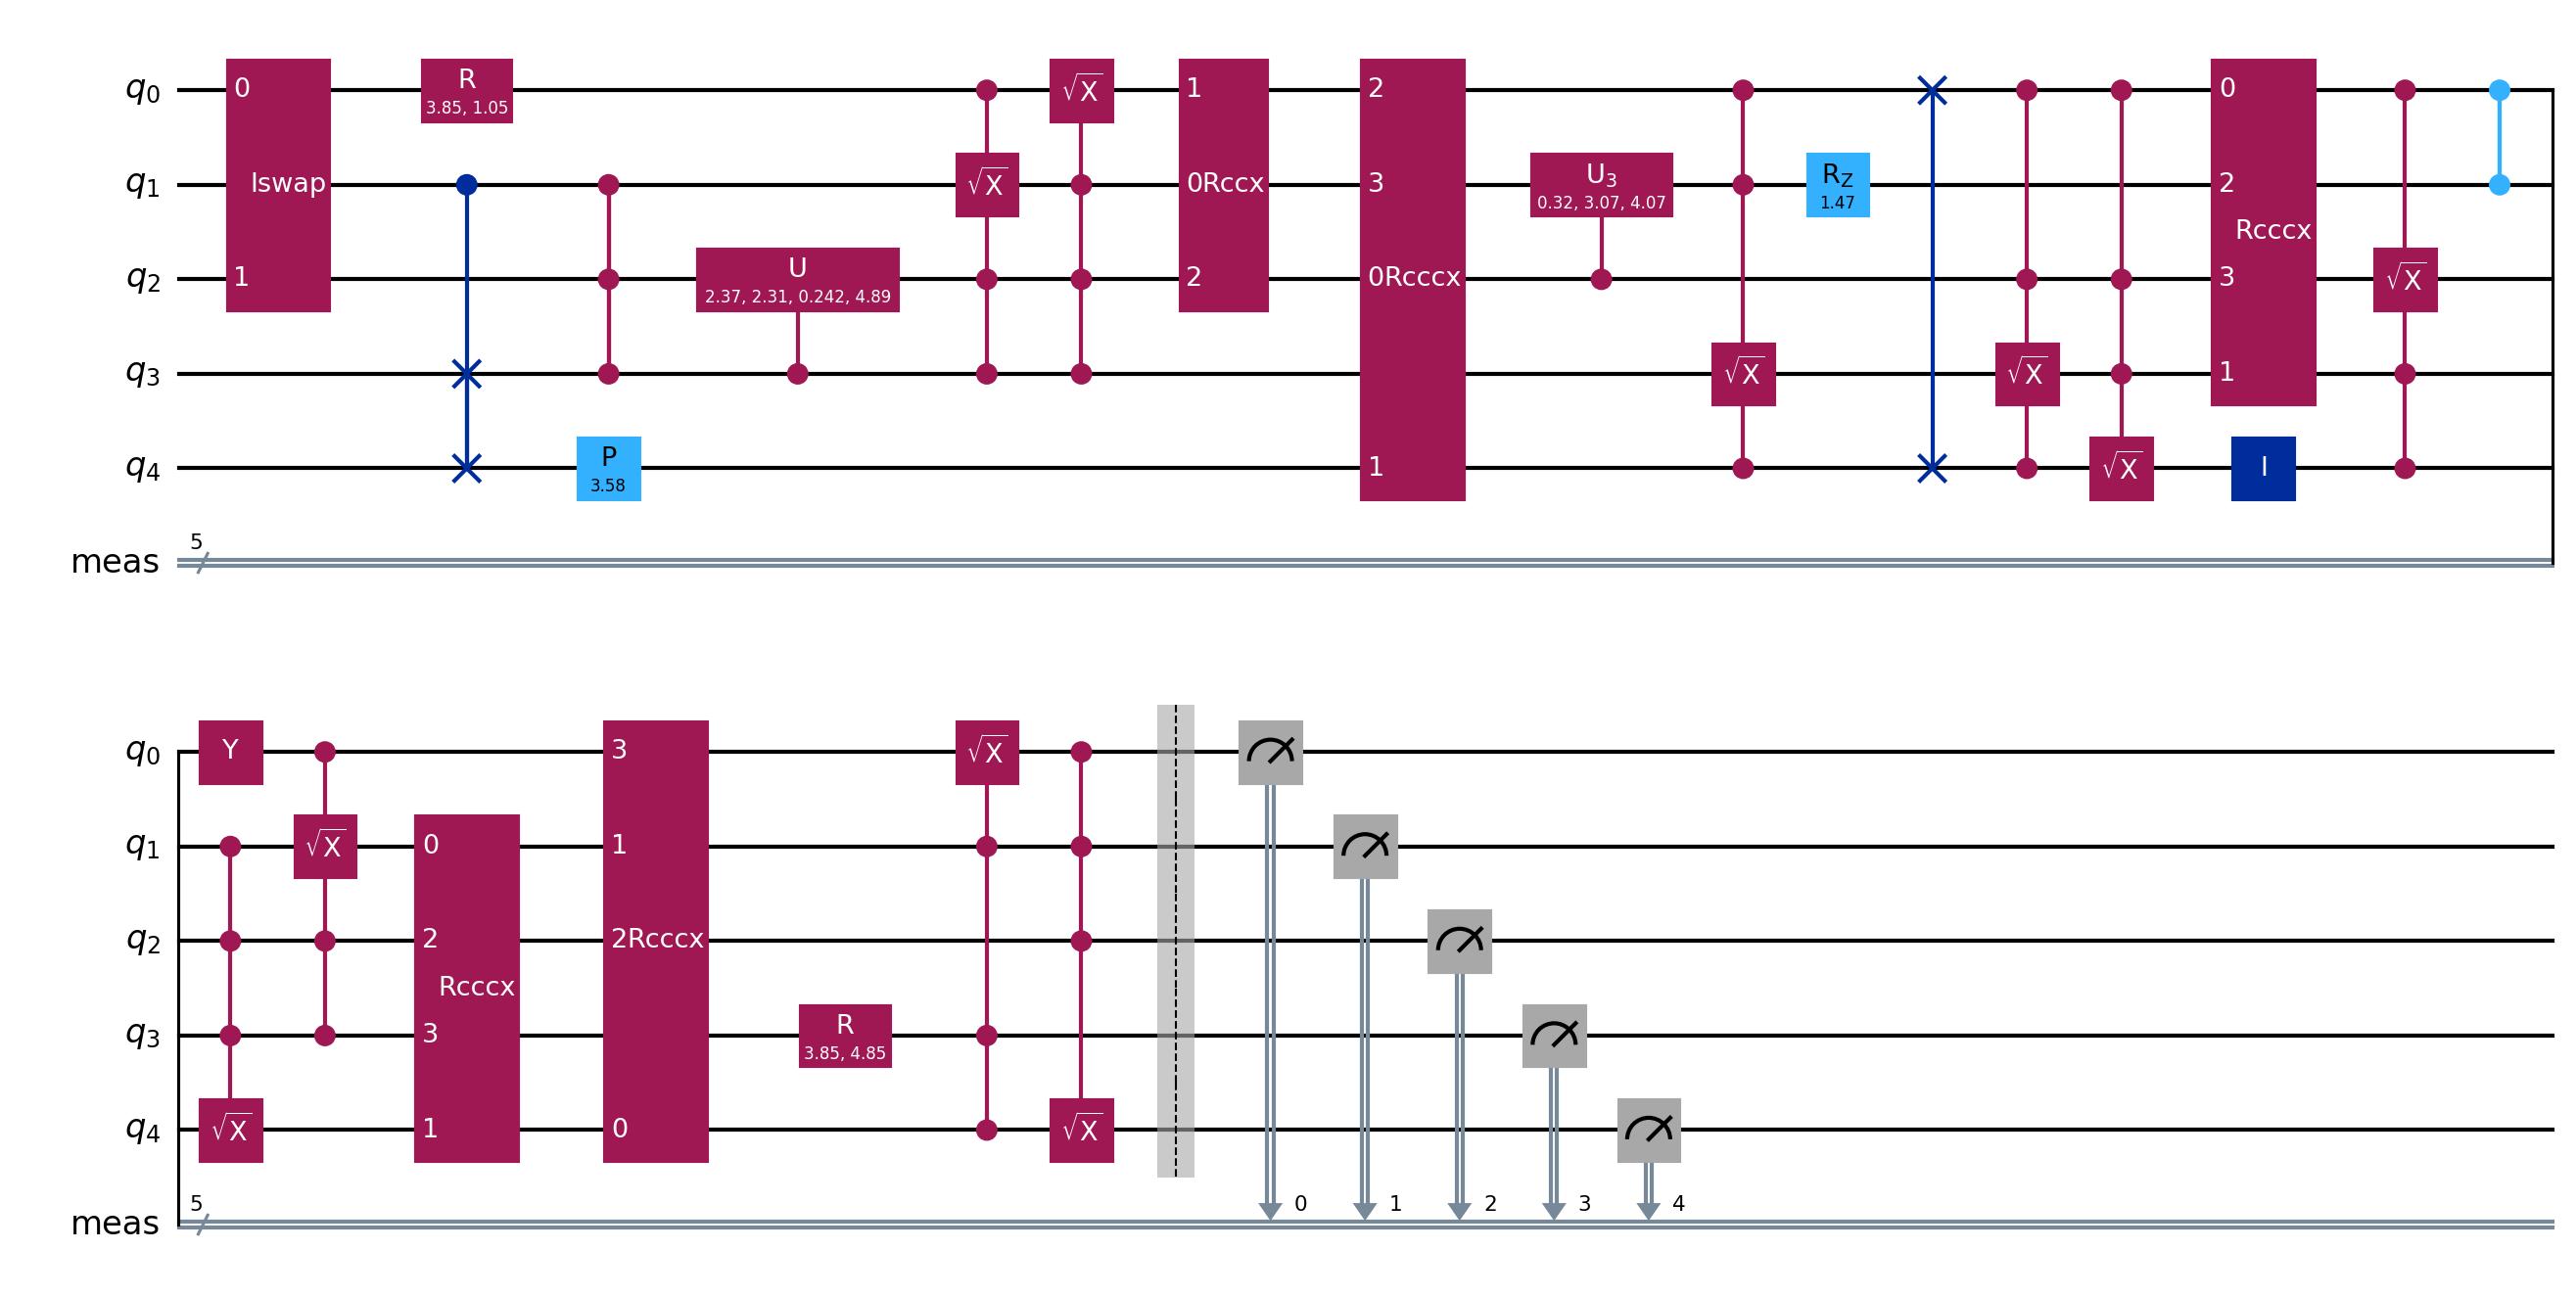 q0 0 R 3.85, 1.05 √X 1 2 0
q1 Iswap √X 0Rccx 3 U3 0.32, 3.07, 4.07 RZ 1.47 2
Rcccx
q2 1 U 2.37, 2.31, 0.242, 4.89 2 0Rcccx 3 √X
q3 √X √X 1
q4 P 3.58 1 √X I
meas 5
q0 Y 3 √X
q1 √X 0 1
q2 2 2Rcccx
Rcccx
q3 3 R 3.85, 4.85
q4 √X 1 0 √X
meas 5 0 1 2 3 4